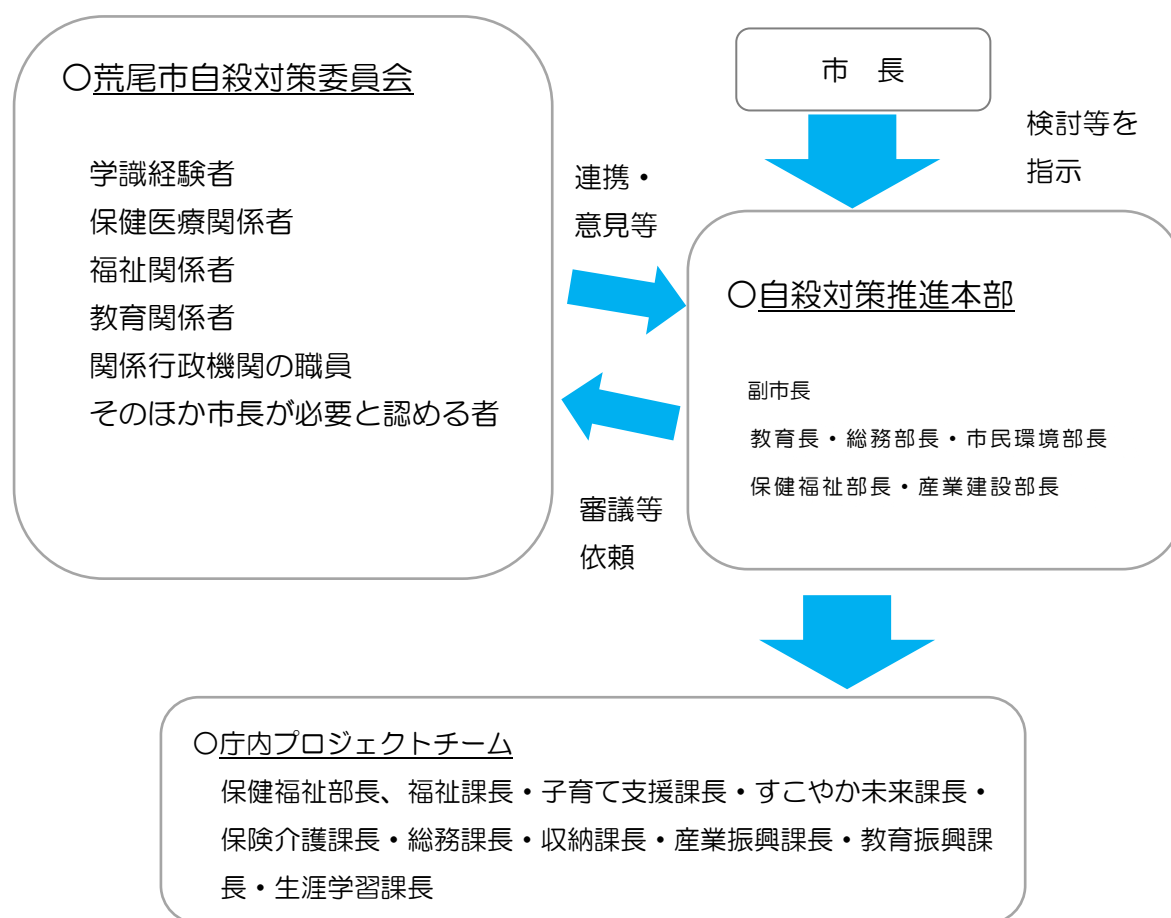 〇荒尾市自殺対策委員会
学識経験者
保健医療関係者
福祉関係者
教育関係者
関係行政機関の職員
そのほか市長が必要と認める者
連携・
意見等
審議等
依頼
市　長
検討等を
指示
〇自殺対策推進本部
副市長
教育長・総務部長・市民環境部長
保健福祉部長・産業建設部長
〇庁内プロジェクトチーム
保健福祉部長、福祉課長・子育て支援課長・すこやか未来課長・
保険介護課長・総務課長・収納課長・産業振興課長・教育振興課
長・生涯学習課長